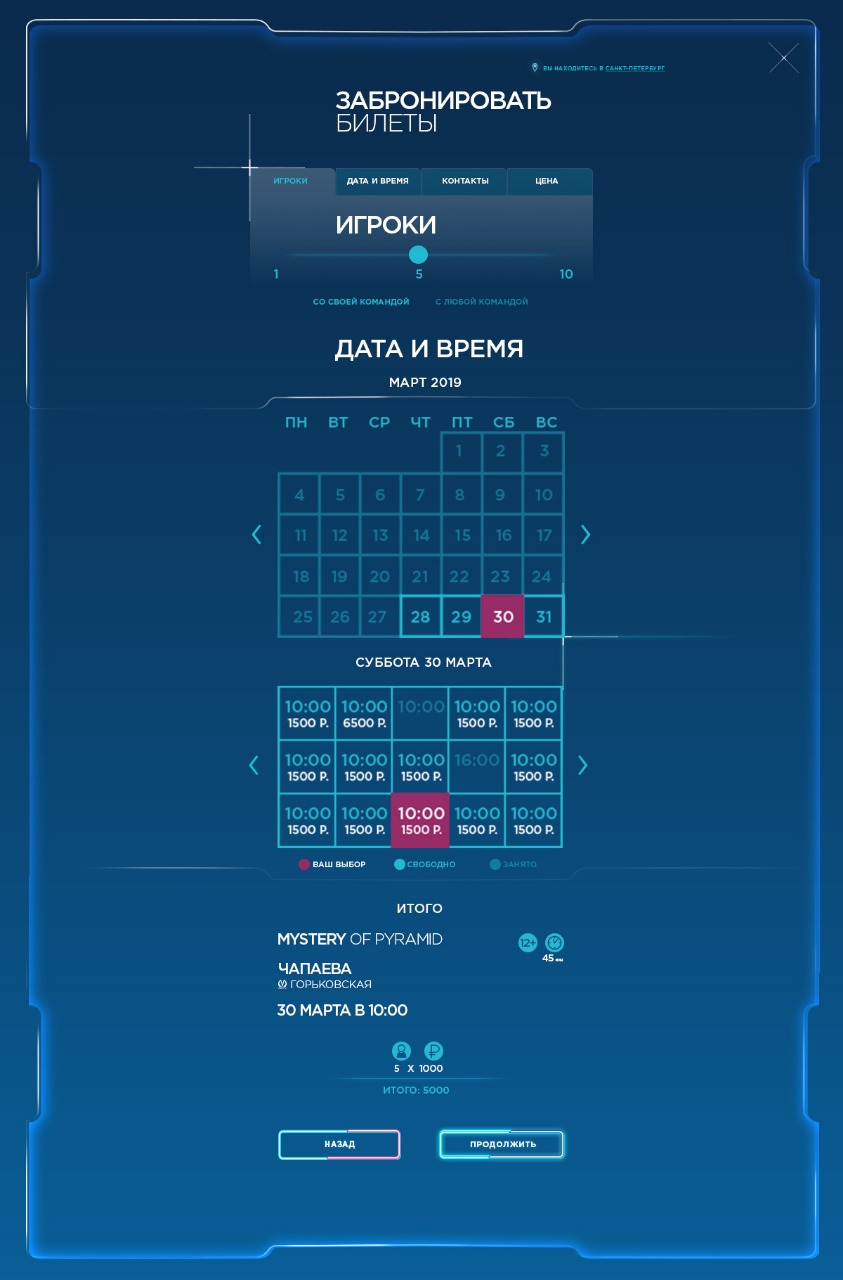 ВЫ НАХОДИТЕСЬ В САНКТ-ПЕТЕРБУРГ
ЗАБРОНИРОВАТЬ
БИЛЕТЫ
ИГРОКИ ДАТА И ВРЕМЯ КОНТАКТЫ ЦЕНА
ИГРОКИ
1 5 10
СО СВОЕЙ КОМАНДОЙ С ЛЮБОЙ КОМАНДОЙ
ДАТА И ВРЕМЯ
МАРТ 2019
ПН ВТ СР ЧТ ПТ СБ ВС
1 2 3
4 5 6 7 8 9 10
11 12 13 14 15 16 17
18 19 20 21 22 23 24
25 26 27 28 29 30 31
СУББОТА 30 МАРТА
10:00 10:00 10:00 10:00 10:00
1500 Р. 6500 Р. 1500 Р. 1500 Р.
10:00 10:00 10:00 16:00 10:00
1500 Р. 1500 Р. 1500 Р. 1500 Р.
10:00 10:00 10:00 10:00 10:00
1500 Р. 1500 Р. 1500 Р. 1500 Р. 1500 Р.
ВАШ ВЫБОР СВОБОДНО ЗАНЯТО
ИТОГО
MYSTERY OF PYRAMID 12+
45
ЧАПАЕВА
ГОРЬКОВСКАЯ
30 МАРТА В 10:00
5 X 1000
ИТОГО: 5000
НАЗАД ПРОДОЛЖИТЬ